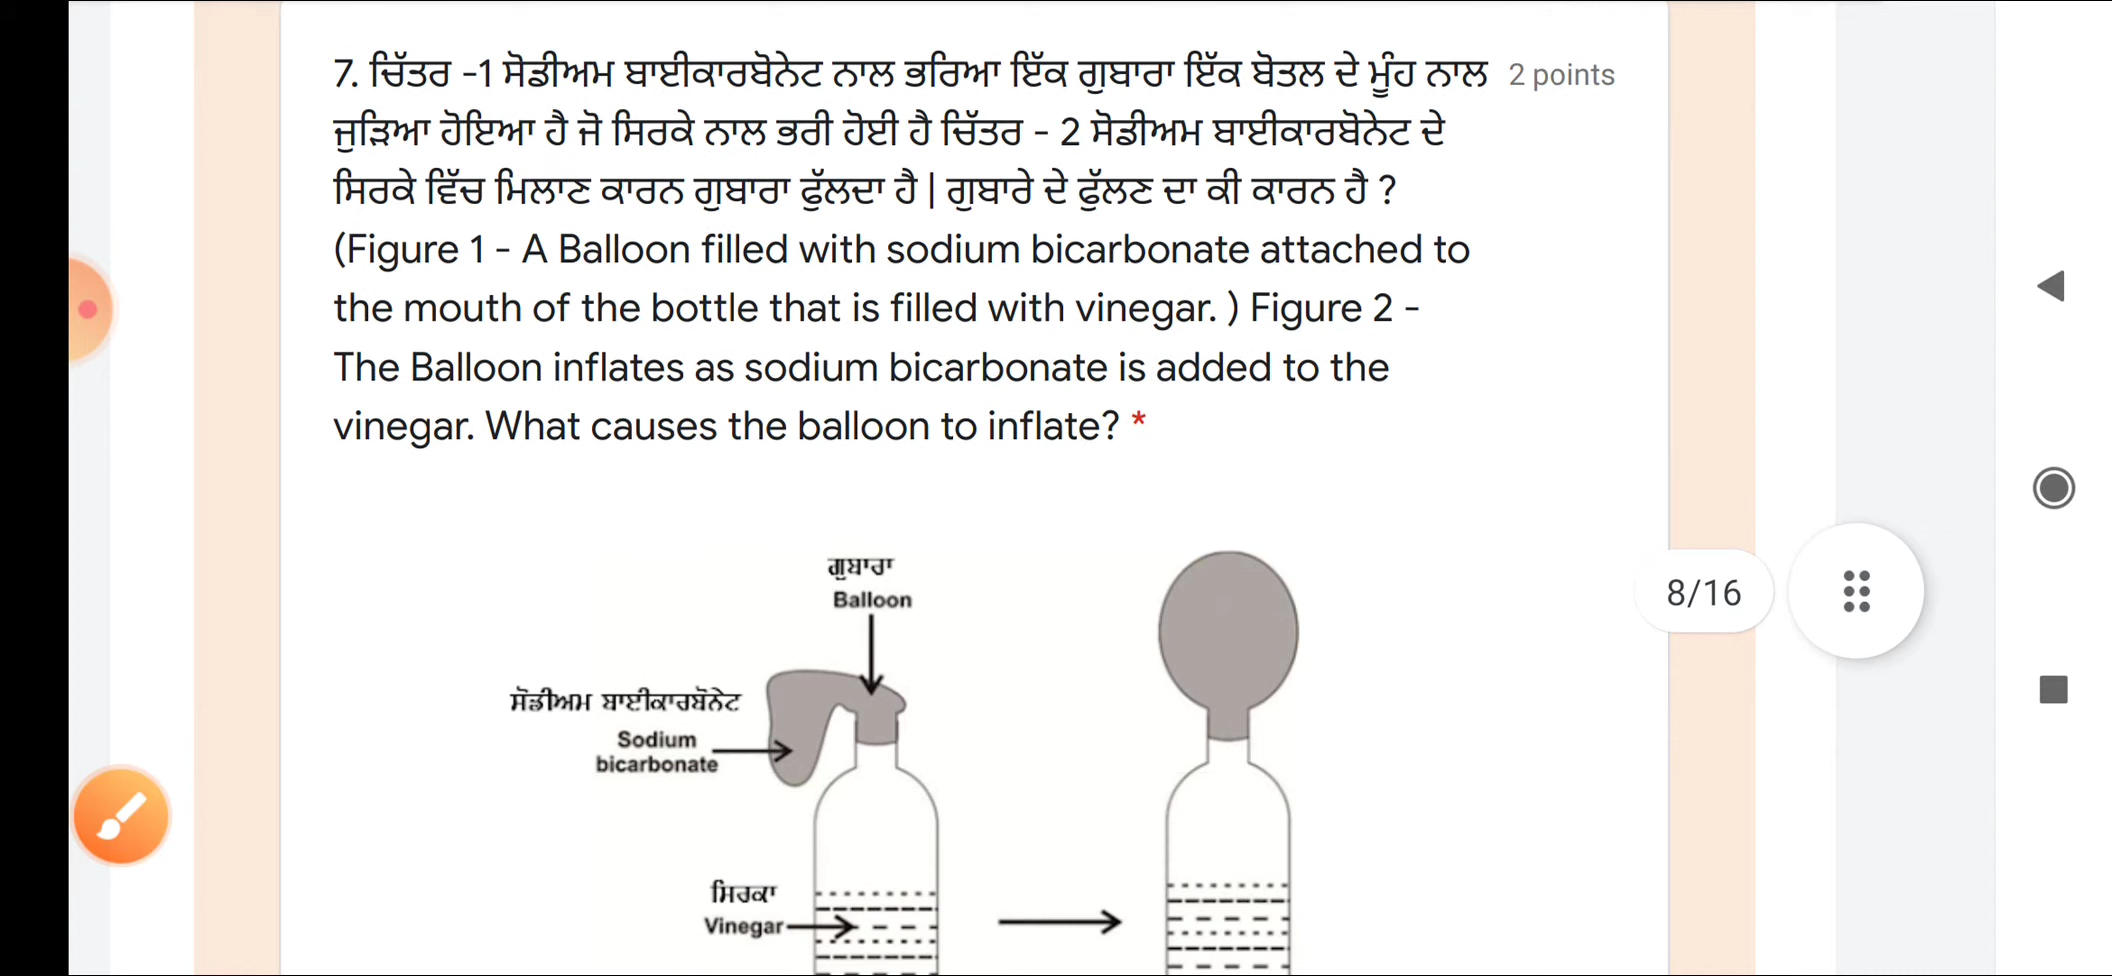 7. ਚਿੱਤਰ -1 ਸੋਡੀਅਮ ਬਾਈਕਾਰਬੋਨੇਟ ਨਾਲ ਭਰਿਆ ਇੱਕ ਗੁਬਾਰਾ ਇੱਕ ਬੋਤਲ ਦੇ ਮੂੰਹ ਨਾਲ 2 points
ਜੁੜਿਆ ਹੋਇਆ ਹੈ ਜੋ ਸਿਰਕੇ ਨਾਲ ਭਰੀ ਹੋਈ ਹੈ ਚਿੱਤਰ - 2 ਸੋਡੀਅਮ ਬਾਈਕਾਰਬੋਨੇਟ ਦੇ
ਸਿਰਕੇ ਵਿੱਚ ਮਿਲਾਣ ਕਾਰਨ ਗੁਬਾਰਾ ਫੁੱਲਦਾ ਹੈ | ਗੁਬਾਰੇ ਦੇ ਫੁੱਲਣ ਦਾ ਕੀ ਕਾਰਨ ਹੈ ?
(Figure 1 - A Balloon filled with sodium bicarbonate attached to
the mouth of the bottle that is filled with vinegar. ) Figure 2 -
The Balloon inflates as sodium bicarbonate is added to the
vinegar. What causes the balloon to inflate? *
ਗੁਬਾਰਾ
Balloon
8/16
ਸੋਡੀਅਮ ਬਾਈਕਾਰਬੋਨੇਟ
Sodium
bicarbonate
ਸਿਰਕਾ
Vinegar